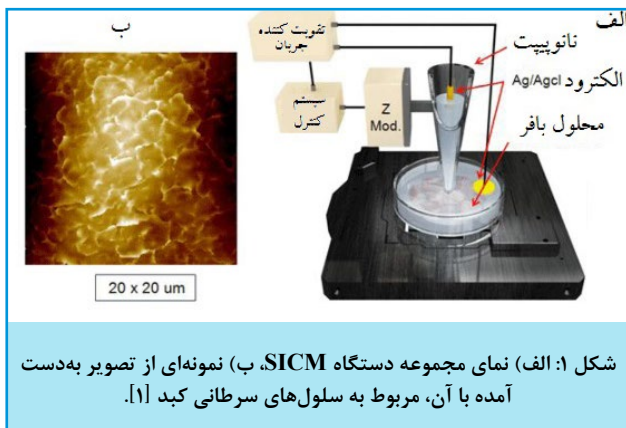 الف
ب
تقویت کننده
جریان
نانوپیپت
الکترود Ag/Agcl
محلول بافر
سیستم
کنترل
Z
Mod.
20 x 20 um
شکل ۱: الف) نمای مجموعه دستگاه SICM، ب) نمونه‌ای از تصویر به‌دست
آمده با آن، مربوط به سلول‌های سرطانی کبد [۱].